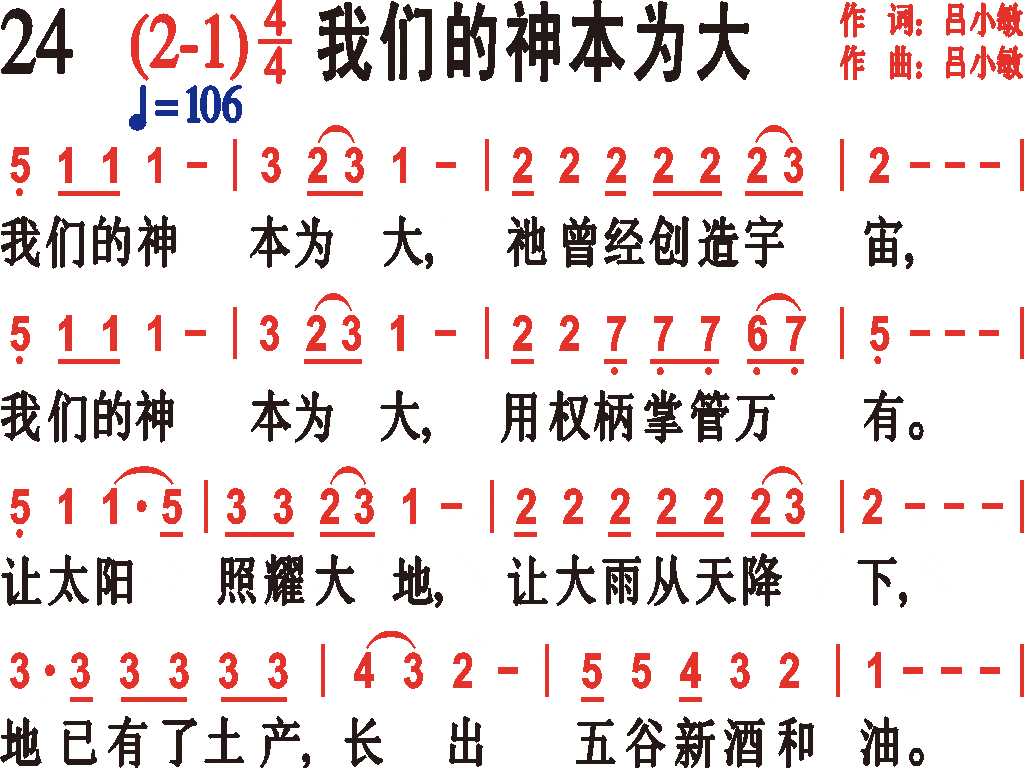 24 (2-1) 4/4 我们的神本为大 作 词：吕小敏
作 曲：吕小敏
♩=106
5 1 1 1 - | 3 2 3 1 - | 2 2 2 2 2 2 3 | 2 - - - |
我们的神 本为 大, 祂曾经创造宇 宙,
5 1 1 1 - | 3 2 3 1 - | 2 2 7 7 7 6 7 | 5 - - - |
我们的神 本为 大, 用权柄掌管万 有。
5 1 1 · 5 | 3 3 2 3 1 - | 2 2 2 2 2 2 3 | 2 - - - |
让太阳 照耀大 地, 让大雨从天降 下,
3 · 3 3 3 3 3 | 4 3 2 - | 5 5 4 3 2 | 1 - - - |
地已有了土产, 长 出 五谷新酒和 油。